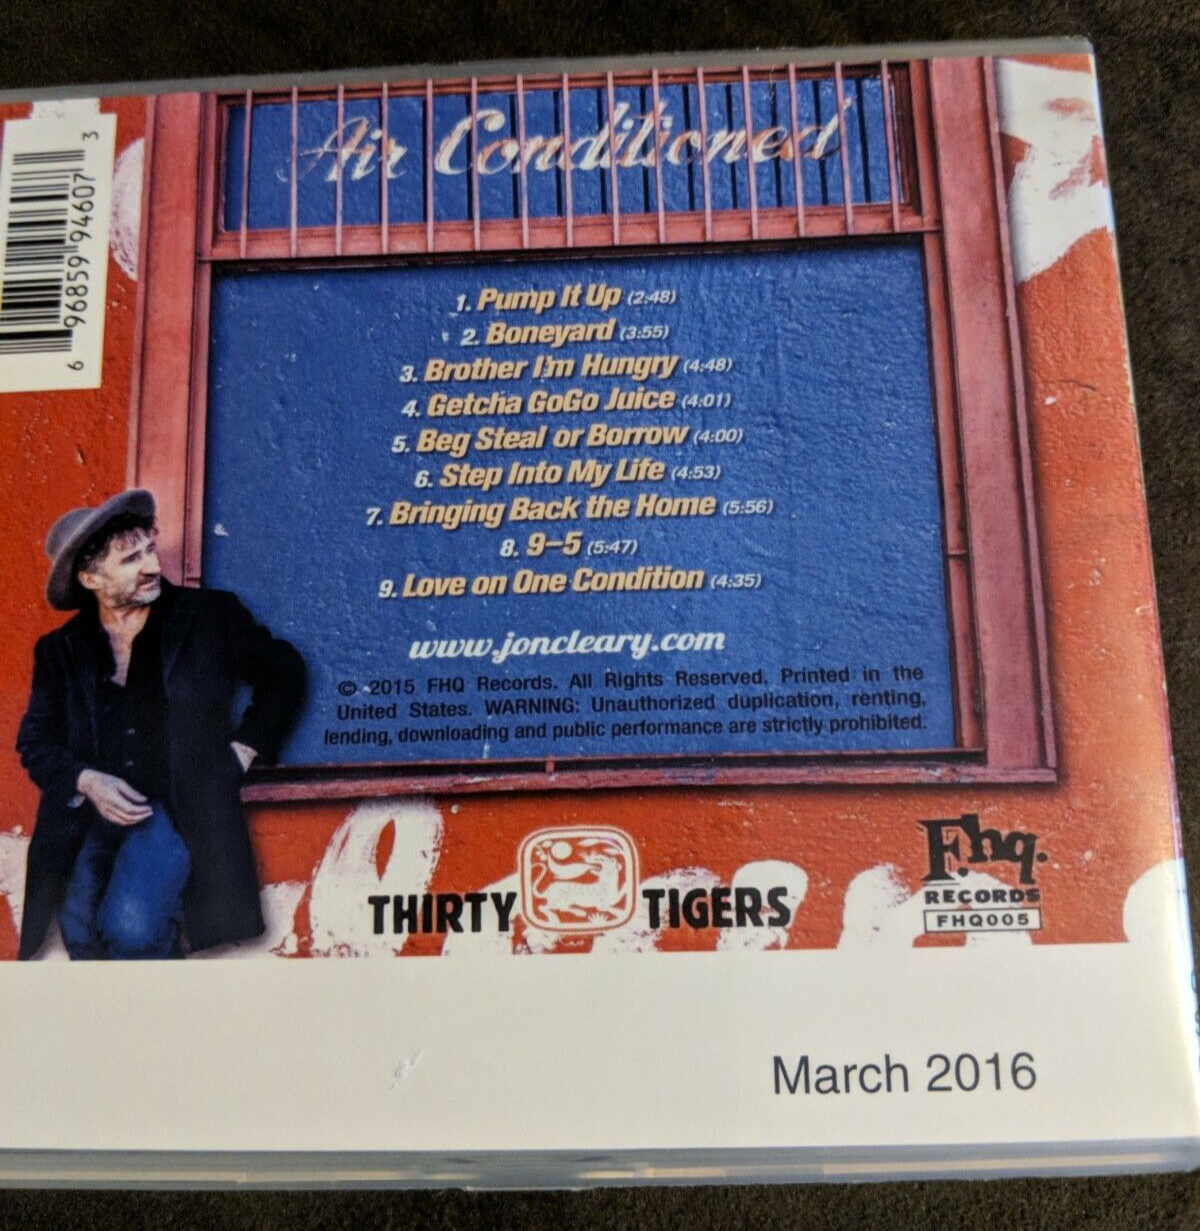 Air Conditioned
6 96859 94607 3
1. Pump It Up (2:48)
2. Boneyard (3:55)
3. Brother I'm Hungry (4:48)
4. Getcha GoGo Juice (4:01)
5. Beg Steal or Borrow (4:00)
6. Step Into My Life (4:53)
7. Bringing Back the Home (5:56)
8. 9–5 (5:47)
9. Love on One Condition (4:35)
www.joncleary.com
© 2015 FHQ Records. All Rights Reserved. Printed in the
United States. WARNING: Unauthorized duplication, renting,
lending, downloading and public performance are strictly prohibited.
THIRTY TIGERS
F.hq.
RECORDS
FHQ005
March 2016